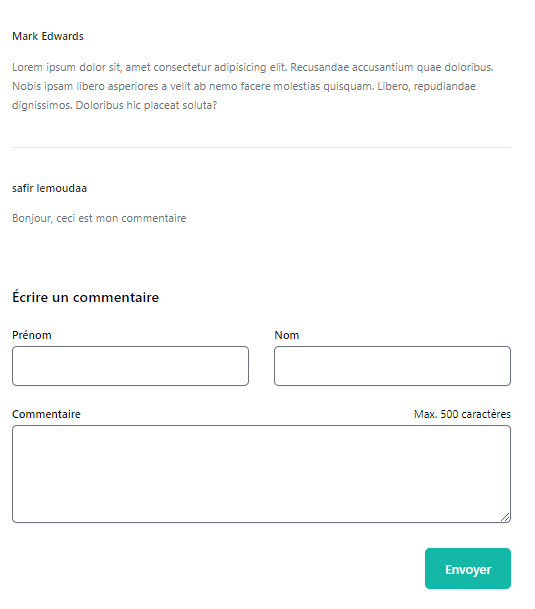 Mark Edwards
Lorem ipsum dolor sit, amet consectetur adipisicing elit. Recusandae accusantium quae doloribus.
Nobis ipsam libero asperiores a velit ab nemo facere molestias quisquam. Libero, repudiandae
dignissimos. Doloribus hic placeat soluta?
safir lemoudaa
Bonjour, ceci est mon commentaire
Écrire un commentaire
Prénom Nom
Commentaire Max. 500 caractères
Envoyer